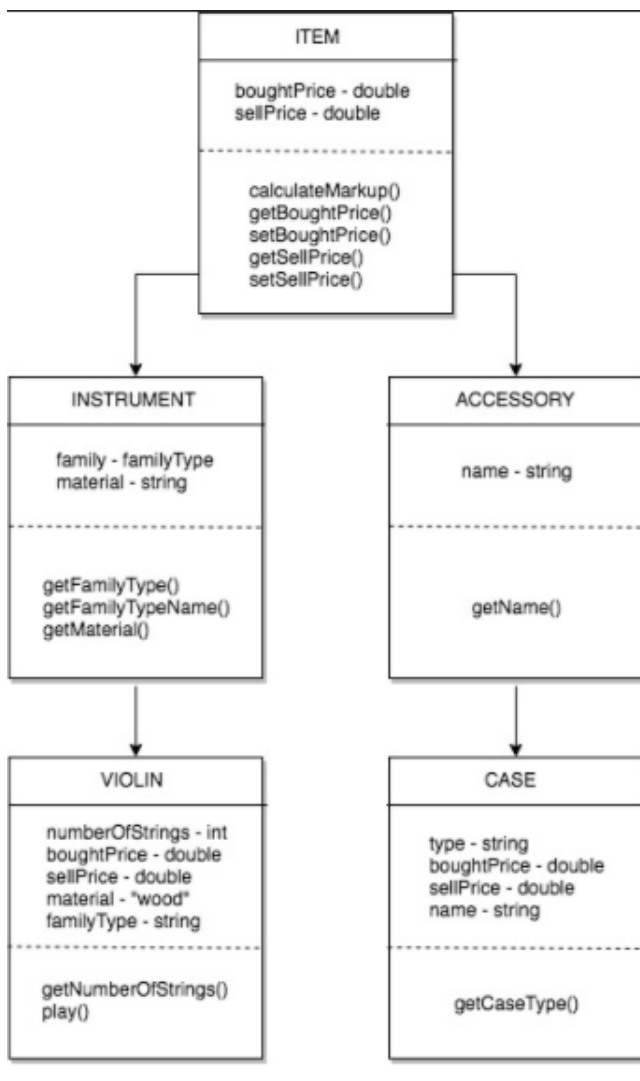 ITEM
boughtPrice - double
sellPrice - double
calculateMarkup()
getBoughtPrice()
setBoughtPrice()
getSellPrice()
setSellPrice()
INSTRUMENT
family - familyType
material - string
getFamilyType()
getFamilyTypeName()
getMaterial()
ACCESSORY
name - string
getName()
VIOLIN
numberOfStrings - int
boughtPrice - double
sellPrice - double
material - "wood"
familyType - string
getNumberOfStrings()
play()
CASE
type - string
boughtPrice - double
sellPrice - double
name - string
getCaseType()